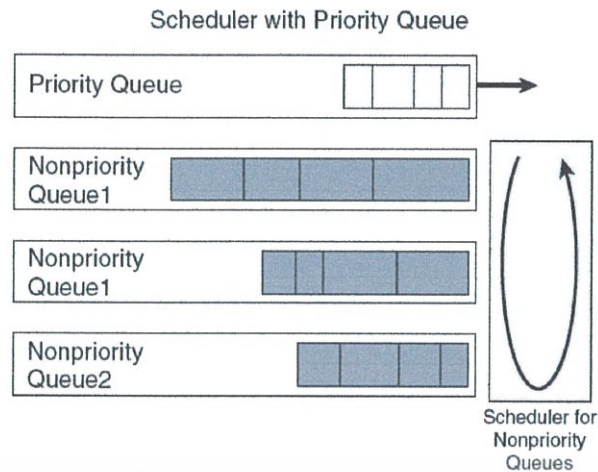 Scheduler with Priority Queue
Priority Queue
Nonpriority
Queue1
Nonpriority
Queue1
Nonpriority
Queue2
Scheduler for
Nonpriority
Queues